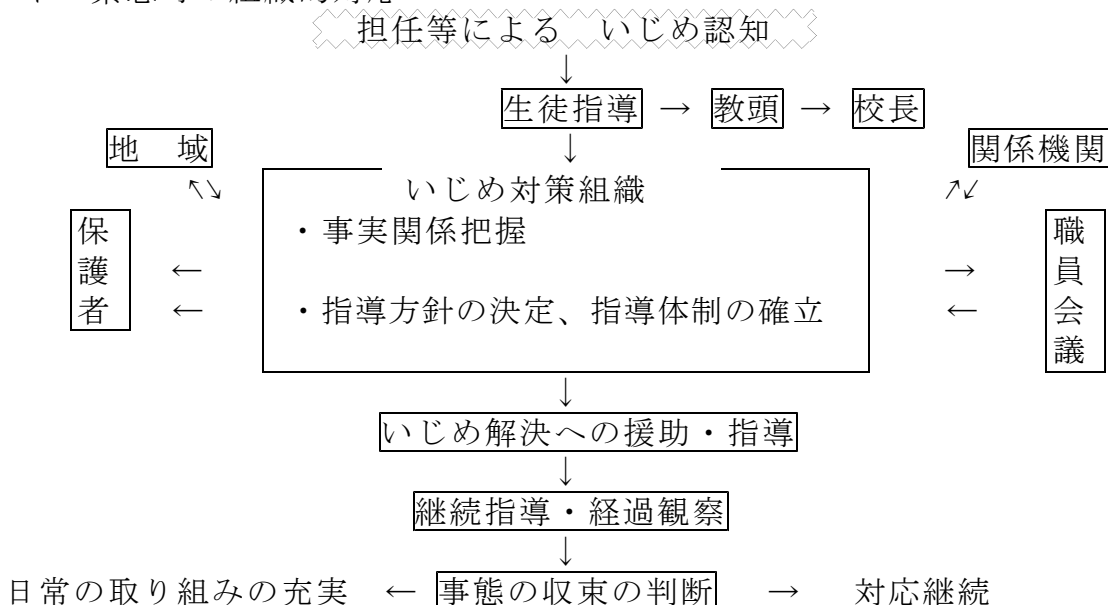 担任等による　いじめ認知
↓
生徒指導 → 教頭 → 校長
地　域
↓
関係機関
↖↘
いじめ対策組織
↗↙
・事実関係把握
保護者
← →
職員会議
← ・指導方針の決定、指導体制の確立 ←
↓
いじめ解決への援助・指導
↓
継続指導・経過観察
↓
日常の取り組みの充実 ← 事態の収束の判断 → 対応継続